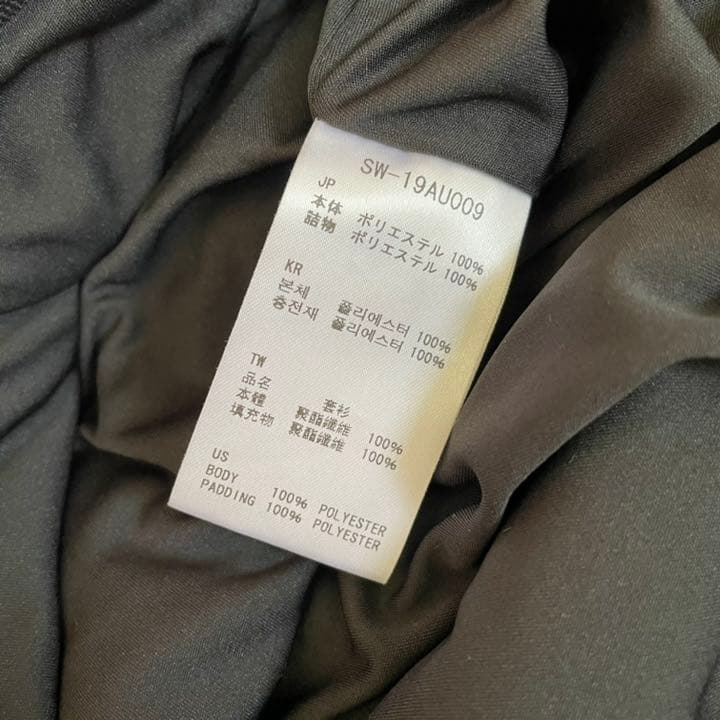 SW-19AU009
JP
本体 ポリエステル 100%
詰物 ポリエステル 100%
KR
본체 폴리에스터 100%
충전재 폴리에스터 100%
TW
品名 套衫
本體 聚酯纖維 100%
填充物 聚酯纖維 100%
US
BODY 100% POLYESTER
PADDING 100% POLYESTER